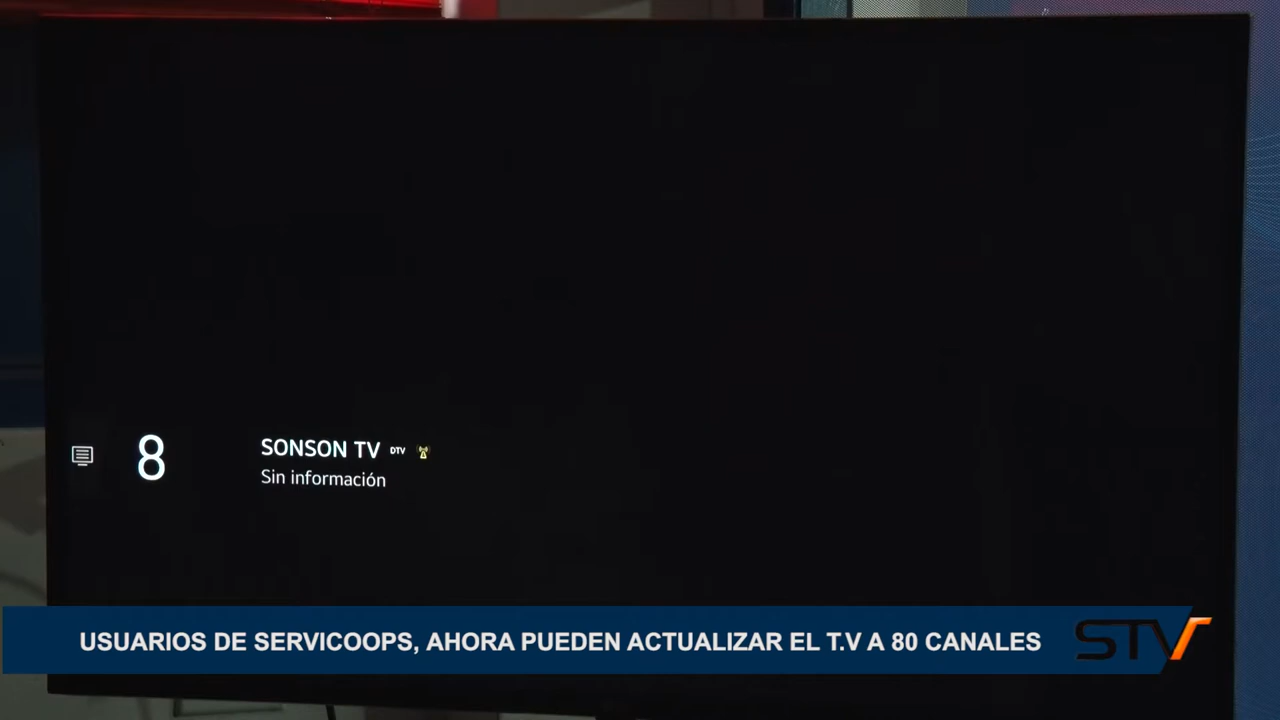 8
SONSON TV DTV
Sin información
USUARIOS DE SERVICOOPS, AHORA PUEDEN ACTUALIZAR EL T.V A 80 CANALES
STV